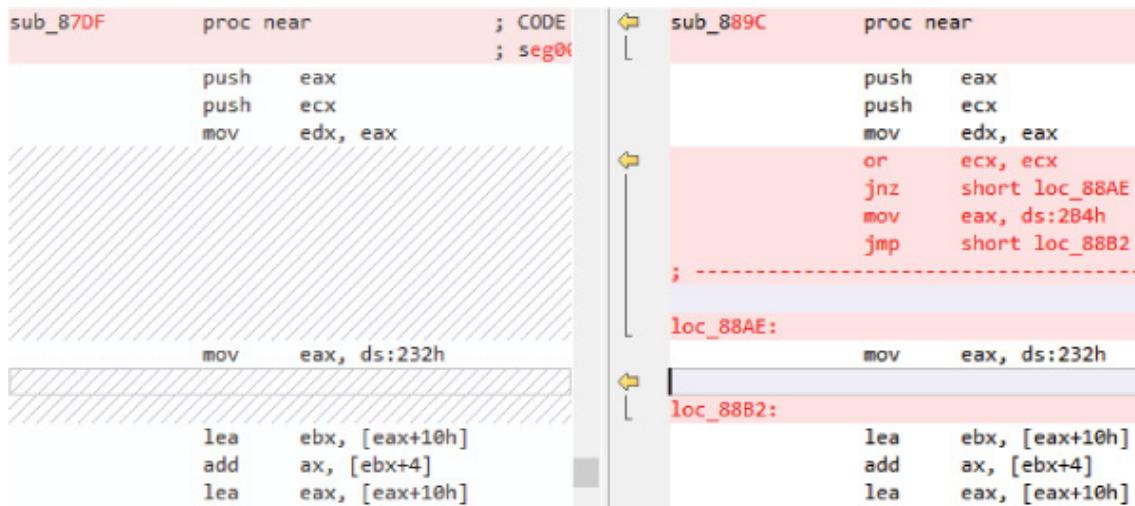 sub_87DF proc near ; CODE
; seg00
push eax
push ecx
mov edx, eax
mov eax, ds:232h
lea ebx, [eax+10h]
add ax, [ebx+4]
lea eax, [eax+10h]
sub_889C proc near
push eax
push ecx
mov edx, eax
or ecx, ecx
jnz short loc_88AE
mov eax, ds:2B4h
jmp short loc_88B2
; ---------------------------------
loc_88AE:
mov eax, ds:232h
loc_88B2:
lea ebx, [eax+10h]
add ax, [ebx+4]
lea eax, [eax+10h]